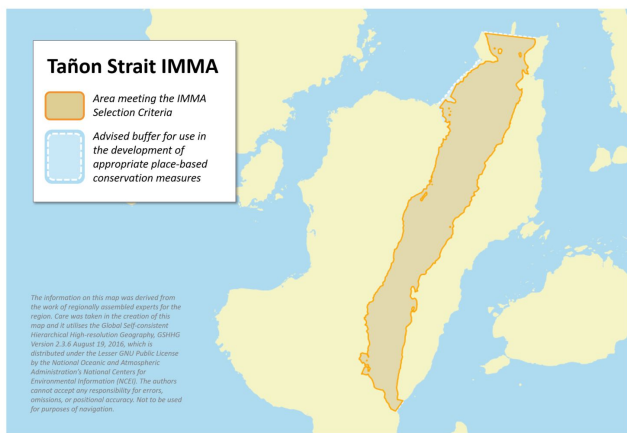 Tañon Strait IMMA
Area meeting the IMMA
Selection Criteria
Advised buffer for use in
the development of
appropriate place-based
conservation measures
The information on this map was derived from
the work of regionally assembled experts for the
region. Care was taken in the creation of this
map and it utilises the Global Self-consistent
Hierarchical High-resolution Geography, GSHHG
Version 2.3.6 August 19, 2016, which is
distributed under the Lesser GNU Public License
by the National Oceanic and Atmospheric
Administration's National Centers for
Environmental Information (NCEI). The authors
cannot accept any responsibility for errors,
omissions, or positional accuracy. Not to be used
for purposes of navigation.